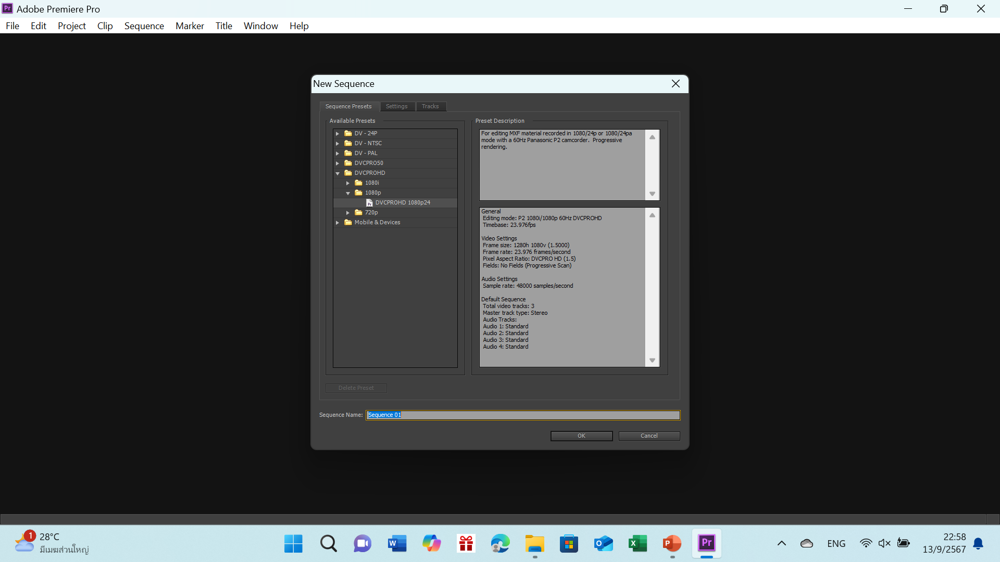 Pr Adobe Premiere Pro
File Edit Project Clip Sequence Marker Title Window Help
New Sequence
Sequence Presets Settings Tracks
Available Presets
DV - 24P
DV - NTSC
DV - PAL
DVCPRO50
DVCPROHD
1080i
1080p
DVCPROHD 1080p24
720p
Mobile & Devices
Delete Preset
Preset Description
For editing MXF material recorded in 1080/24p or 1080/24pa
mode with a 60Hz Panasonic P2 camcorder. Progressive
rendering.
General
Editing mode: P2 1080i/1080p 60Hz DVCPROHD
Timebase: 23.976fps
Video Settings
Frame size: 1280h 1080v (1.5000)
Frame rate: 23.976 frames/second
Pixel Aspect Ratio: DVCPRO HD (1.5)
Fields: No Fields (Progressive Scan)
Audio Settings
Sample rate: 48000 samples/second
Default Sequence
Total video tracks: 3
Master track type: Stereo
Audio Tracks:
Audio 1: Standard
Audio 2: Standard
Audio 3: Standard
Audio 4: Standard
Sequence Name: Sequence 01
OK Cancel
1 28°C
มีเมฆส่วนใหญ่
W O X P Pr
ENG
22:58
13/9/2567